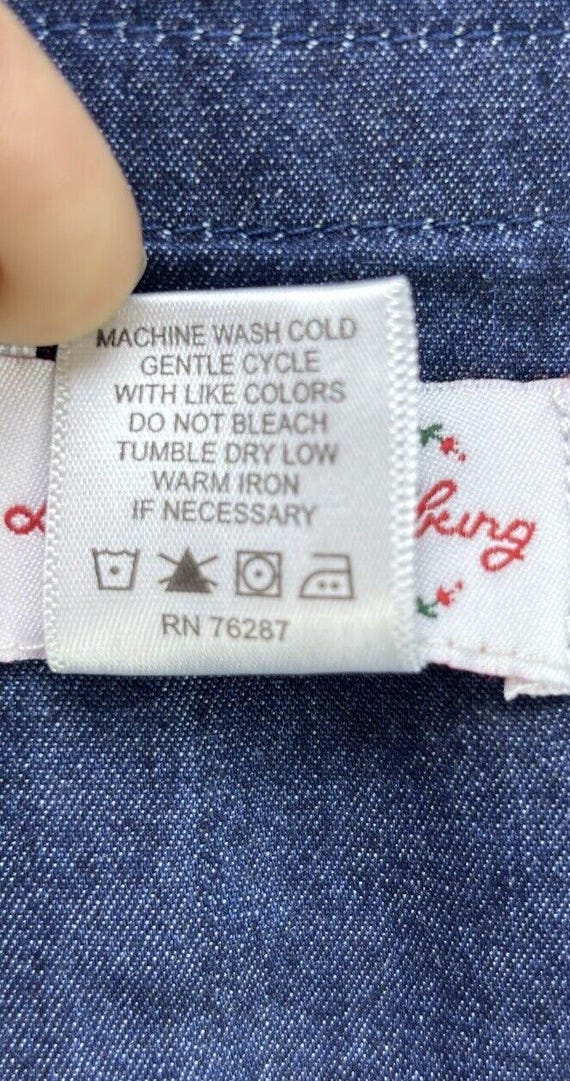 MACHINE WASH COLD
GENTLE CYCLE
WITH LIKE COLORS
DO NOT BLEACH
TUMBLE DRY LOW
WARM IRON
IF NECESSARY
RN 76287